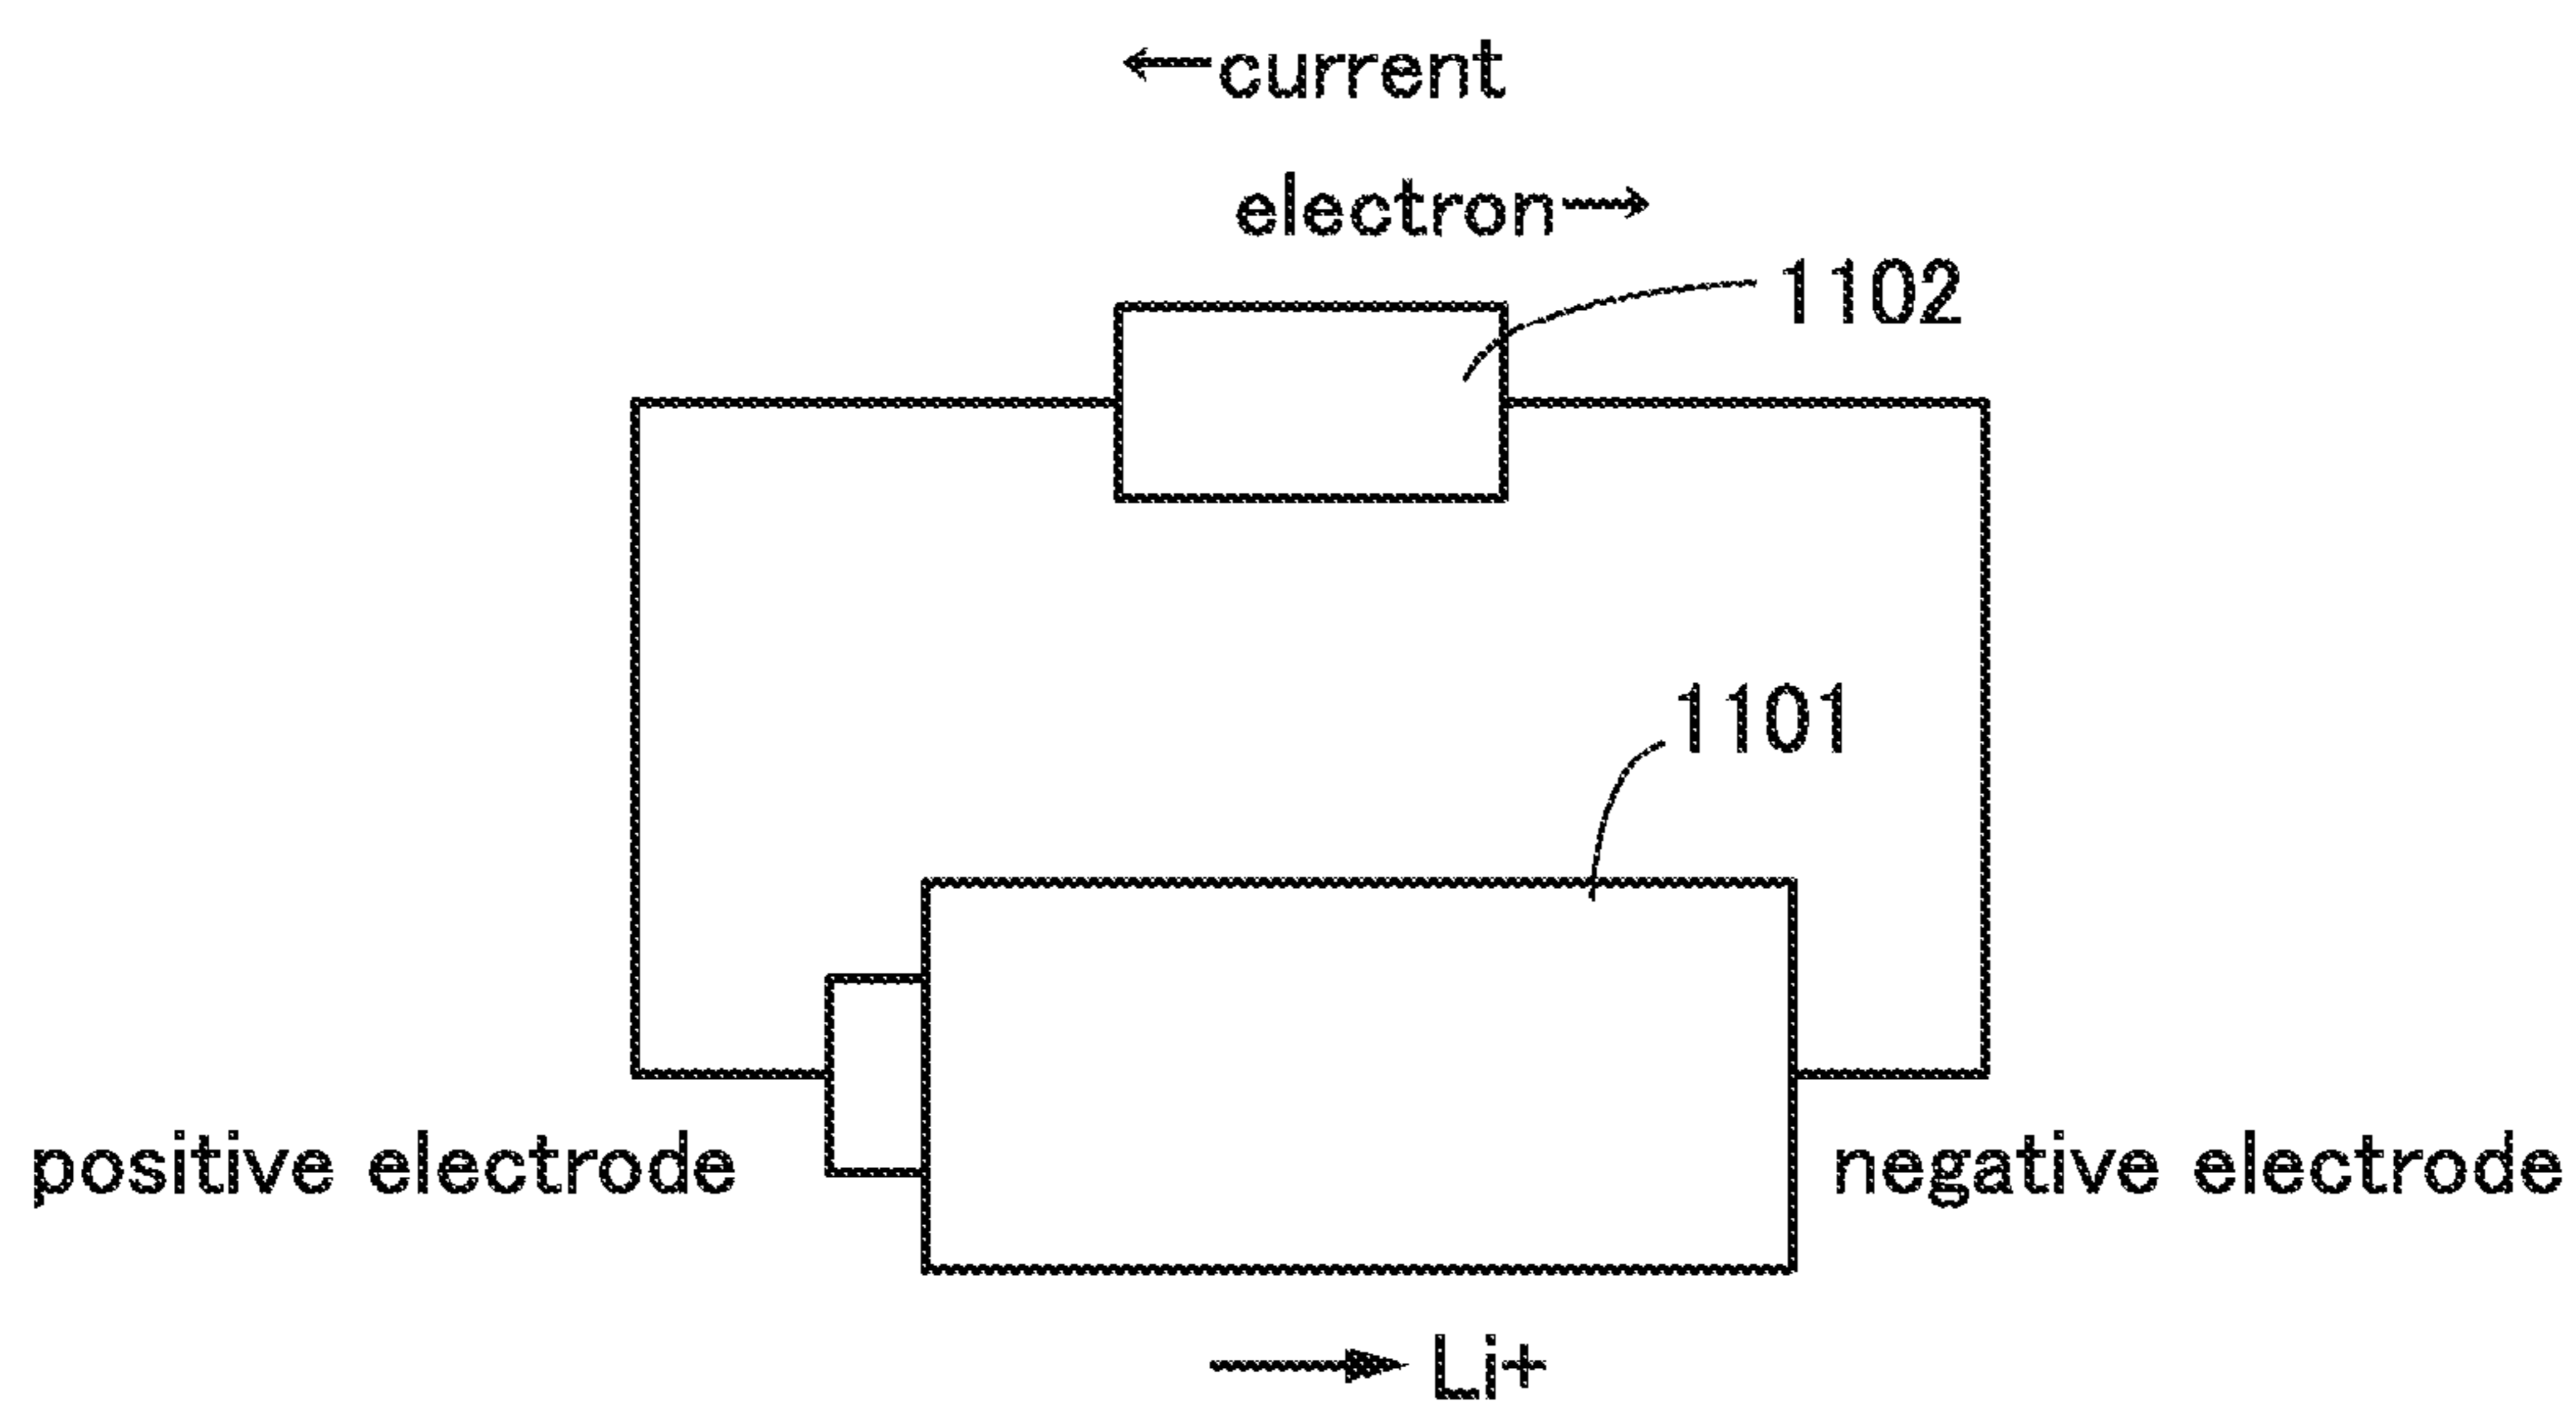 ←current
electron→
1102
1101
positive electrode
negative electrode
→Li+